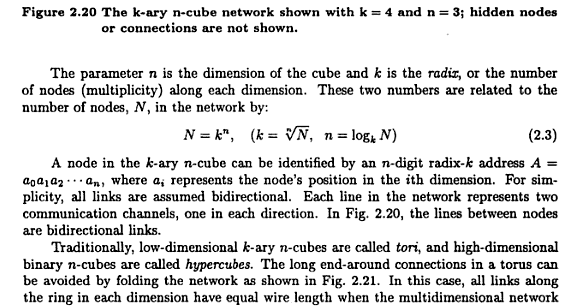 Figure 2.20 The k-ary n-cube network shown with k = 4 and n = 3; hidden nodes
or connections are not shown.
The parameter n is the dimension of the cube and k is the radix, or the number
of nodes (multiplicity) along each dimension. These two numbers are related to the
number of nodes, N, in the network by:
N = kⁿ, (k = ⁿ√N, n = logₖ N) (2.3)
A node in the k-ary n-cube can be identified by an n-digit radix-k address A =
a₀a₁a₂ ··· aₙ, where aᵢ represents the node's position in the ith dimension. For sim-
plicity, all links are assumed bidirectional. Each line in the network represents two
communication channels, one in each direction. In Fig. 2.20, the lines between nodes
are bidirectional links.
Traditionally, low-dimensional k-ary n-cubes are called tori, and high-dimensional
binary n-cubes are called hypercubes. The long end-around connections in a torus can
be avoided by folding the network as shown in Fig. 2.21. In this case, all links along
the ring in each dimension have equal wire length when the multidimensional network